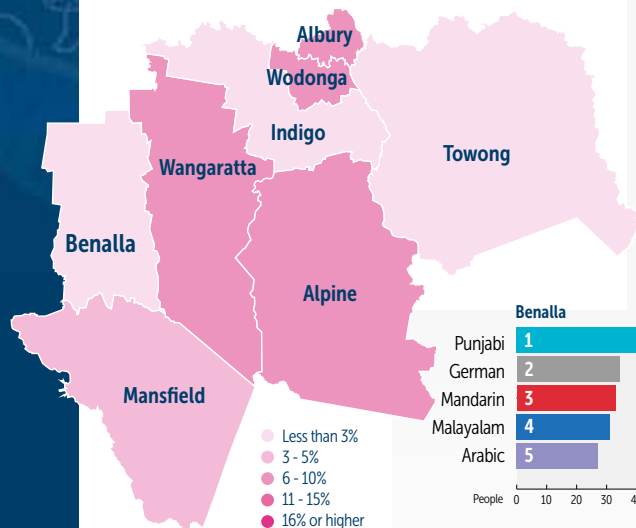 Albury
Wodonga
Indigo
Towong
Wangaratta
Benalla
Alpine
Mansfield
Less than 3%
3 - 5%
6 - 10%
11 - 15%
16% or higher
Benalla
Punjabi 1
German 2
Mandarin 3
Malayalam 4
Arabic 5
People 0 10 20 30